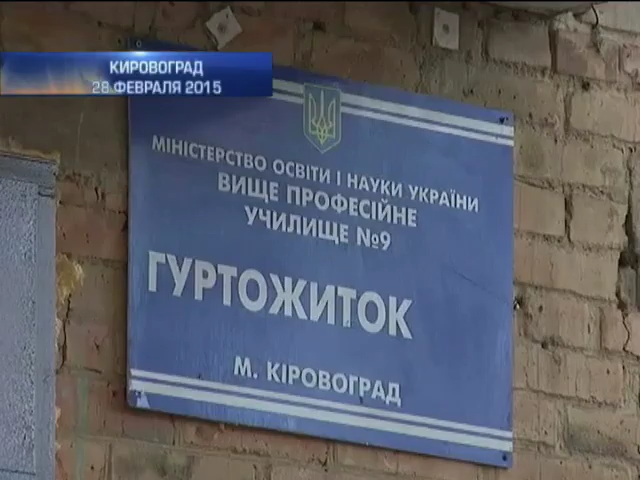 КИРОВОГРАД
28 ФЕВРАЛЯ 2015
МІНІСТЕРСТВО ОСВІТИ І НАУКИ УКРАЇНИ
ВИЩЕ ПРОФЕСІЙНЕ
УЧИЛИЩЕ №9
ГУРТОЖИТОК
М. КІРОВОГРАД